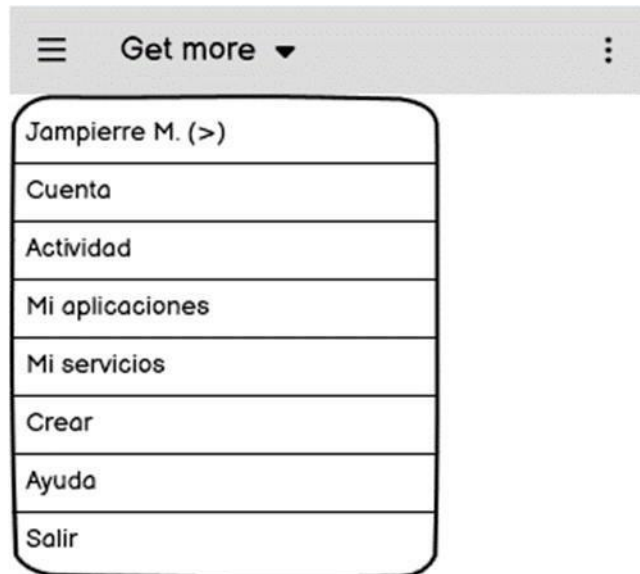 Get more
Jampierre M. (>)
Cuenta
Actividad
Mi aplicaciones
Mi servicios
Crear
Ayuda
Salir